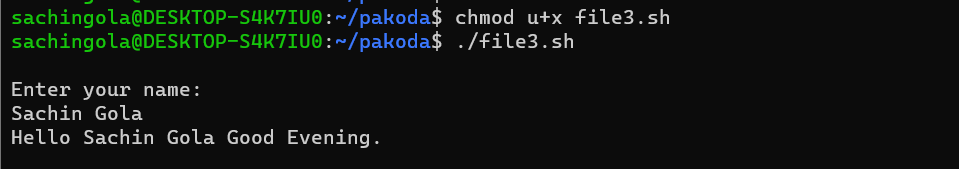 sachingola@DESKTOP-S4K7IU0:~/pakoda$ chmod u+x file3.sh
sachingola@DESKTOP-S4K7IU0:~/pakoda$ ./file3.sh
Enter your name:
Sachin Gola
Hello Sachin Gola Good Evening.